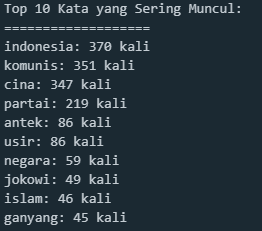 Top 10 Kata yang Sering Muncul:
===================
indonesia: 370 kali
komunis: 351 kali
cina: 347 kali
partai: 219 kali
antek: 86 kali
usir: 86 kali
negara: 59 kali
jokowi: 49 kali
islam: 46 kali
ganyang: 45 kali